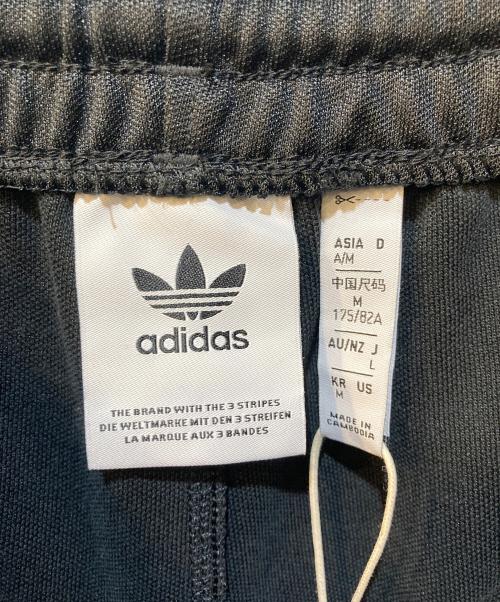 adidas
THE BRAND WITH THE 3 STRIPES
DIE WELTMARKE MIT DEN 3 STREIFEN
LA MARQUE AUX 3 BANDES
ASIA D
A/M
中国尺码
M
175/82A
AU/NZ J
L
KR US
M
MADE IN
CAMBODIA